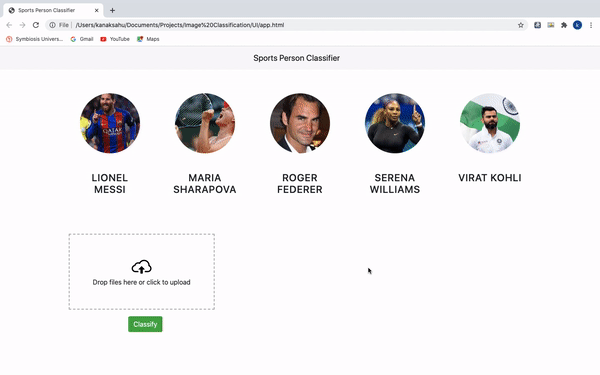 Sports Person Classifier
File
/Users/kanaksahu/Documents/Projects/Image%20Classification/UI/app.html
Symbiosis Univers...
Gmail
YouTube
Maps
Sports Person Classifier
LIONEL
MESSI
MARIA
SHARAPOVA
ROGER
FEDERER
SERENA
WILLIAMS
VIRAT KOHLI
Drop files here or click to upload
Classify